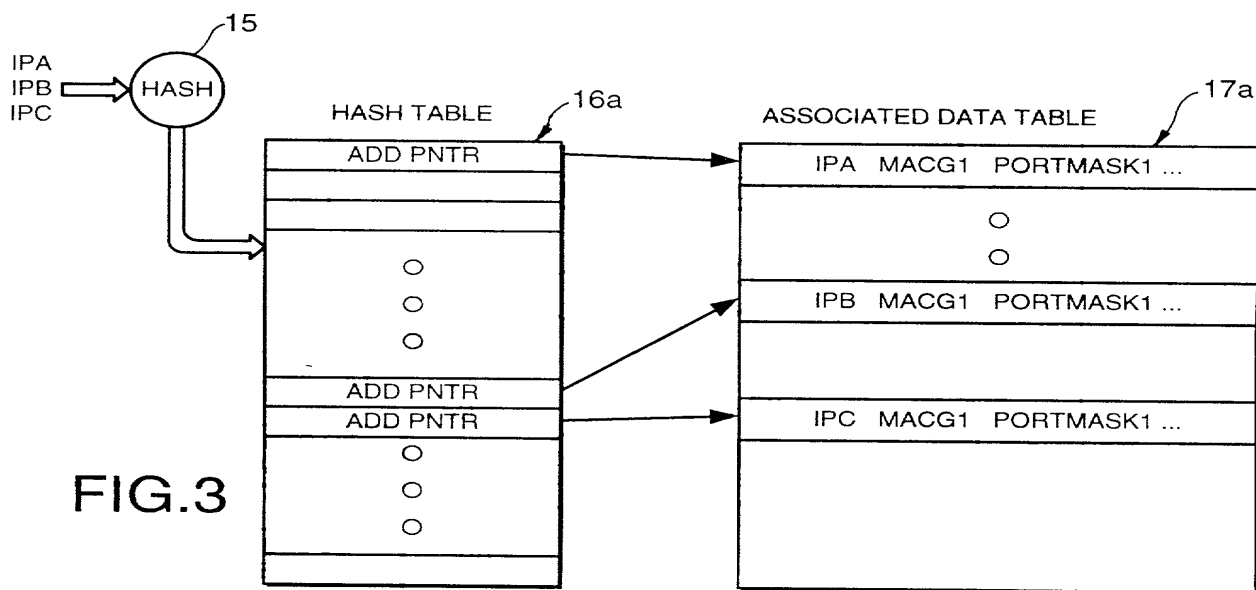 15
IPA
IPB
IPC
HASH
HASH TABLE
16a
ASSOCIATED DATA TABLE
17a
ADD PNTR
IPA MACG1 PORTMASK1 ...
IPB MACG1 PORTMASK1 ...
ADD PNTR
ADD PNTR
IPC MACG1 PORTMASK1 ...
FIG.3